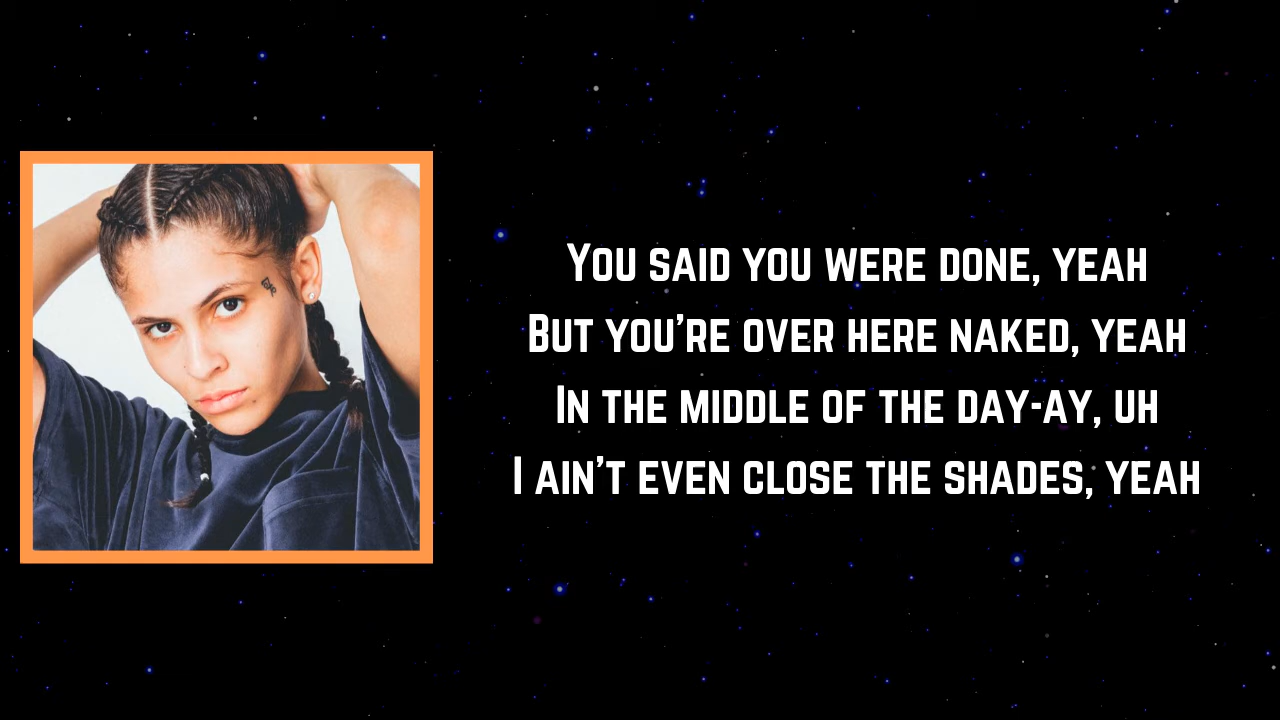 You said you were done, yeah
But you're over here naked, yeah
In the middle of the day-ay, uh
I ain't even close the shades, yeah